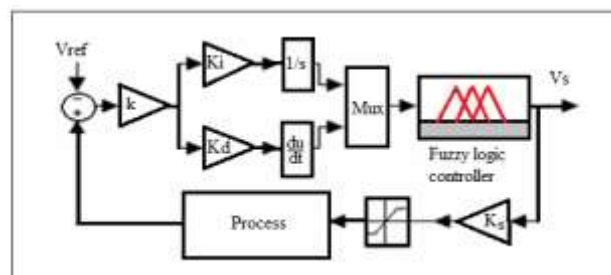 Vref
k
Ki
1/s
Kd
du
dt
Mux
Vs
Fuzzy logic
controller
Process
Ks